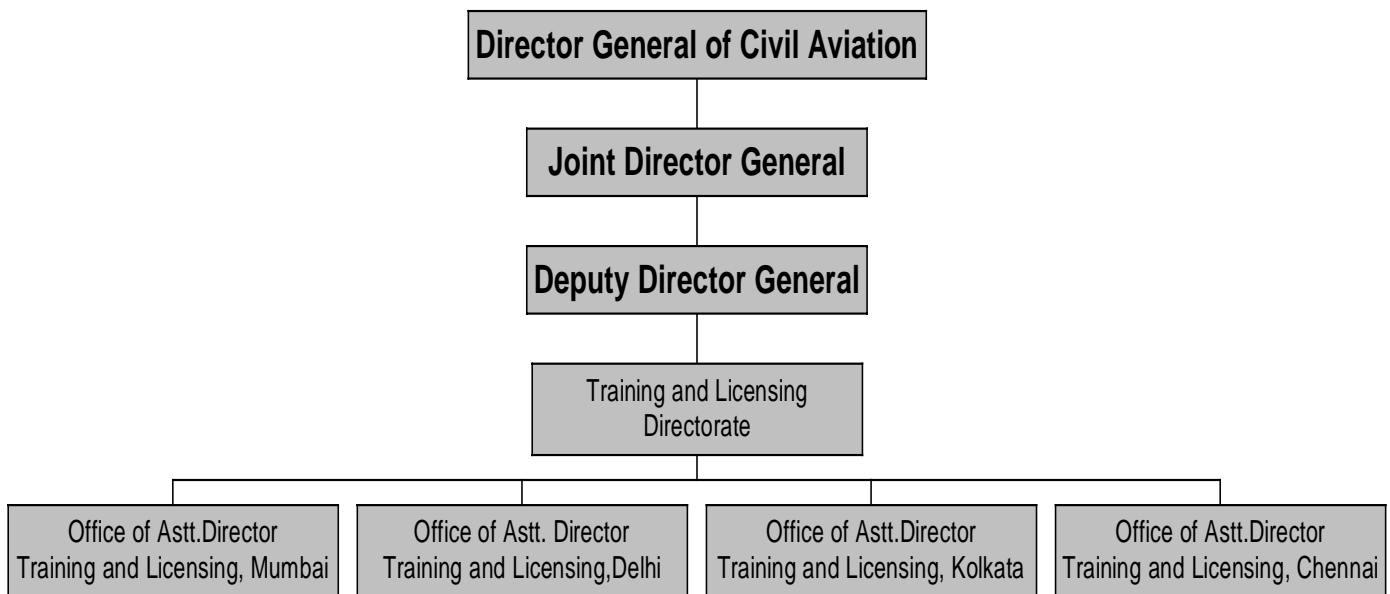 Director General of Civil Aviation
Joint Director General
Deputy Director General
Training and Licensing
Directorate
Office of Astt.Director
Training and Licensing, Mumbai
Office of Astt. Director
Training and Licensing,Delhi
Office of Astt.Director
Training and Licensing, Kolkata
Office of Astt.Director
Training and Licensing, Chennai